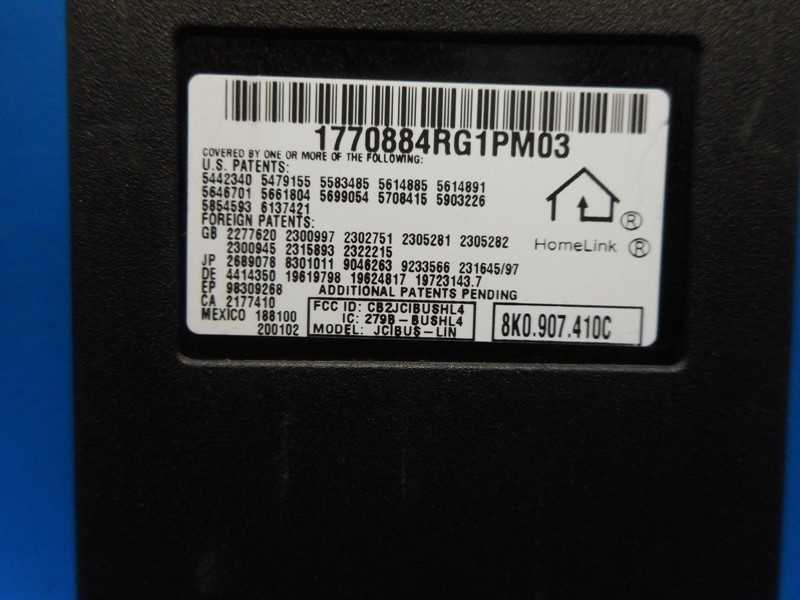 1770884RG1PM03
COVERED BY ONE OR MORE OF THE FOLLOWING:
U.S. PATENTS:
5442340 5479155 5583485 5614885 5614891
5646701 5661804 5699054 5708415 5903226
5854593 6137421
FOREIGN PATENTS:
GB 2277620 2300997 2302751 2305281 2305282
2300945 2315893 2322215
JP 2689078 8301011 9046263 9233566 231645/97
DE 4414350 19619798 19624817 19723143.7
EP 98309268 ADDITIONAL PATENTS PENDING
CA 2177410
MEXICO 188100
200102
FCC ID: CB2JCIBUSHL4
IC: 279B-BUSHL4
MODEL: JCIBUS-LIN
®
HomeLink ®
8K0.907.410C